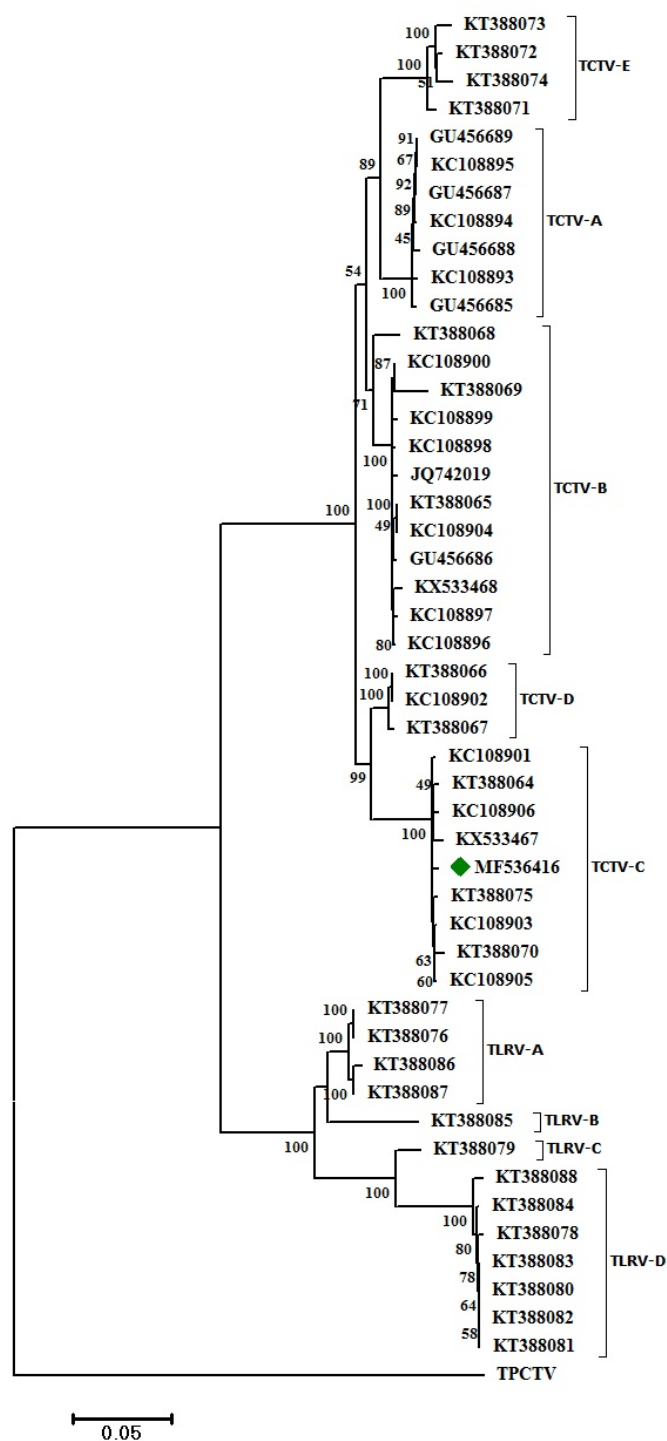 KT388073
100
KT388072
100
TCTV-E
51
KT388074
KT388071
91
GU456689
67
KC108895
89
92
GU456687
89
KC108894
TCTV-A
45
GU456688
54
KC108893
100
GU456685
KT388068
87
KC108900
71
KT388069
KC108899
100
KC108898
JQ742019
TCTV-B
100
100
KT388065
49
KC108904
GU456686
KX533468
KC108897
80
KC108896
100
KT388066
100
KC108902
TCTV-D
KT388067
KC108901
99
49
KT388064
KC108906
100
KX533467
MF536416
TCTV-C
KT388075
KC108903
63
KT388070
60
KC108905
100
KT388077
100
KT388076
TLRV-A
KT388086
100
KT388087
KT388085
TLRV-B
100
KT388079
TLRV-C
100
KT388088
100
KT388084
80
KT388078
KT388083
TLRV-D
78
KT388080
64
KT388082
58
KT388081
TPCTV
0.05